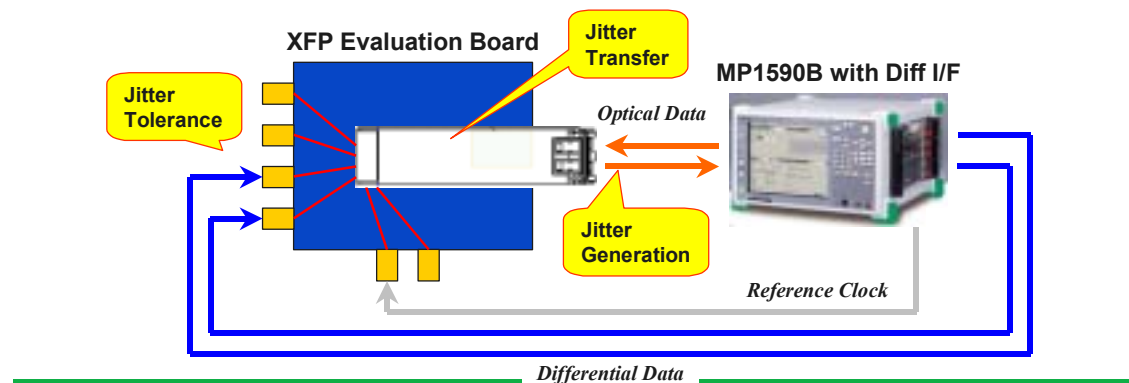 XFP Evaluation Board
Jitter
Transfer
MP1590B with Diff I/F
Jitter
Tolerance
Optical Data
Jitter
Generation
Reference Clock
Differential Data